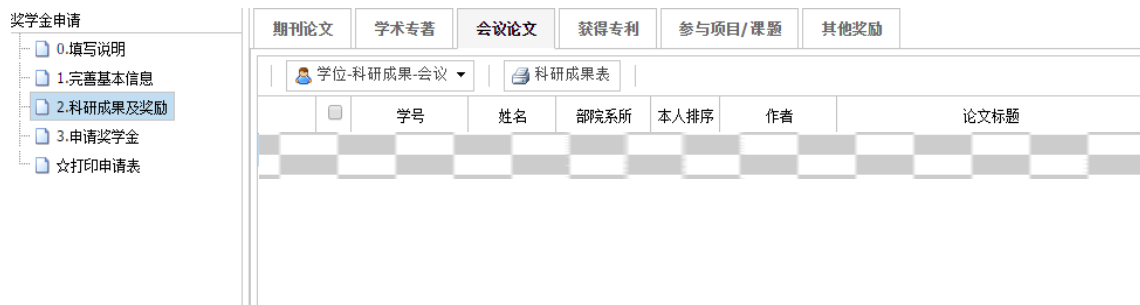 奖学金申请
0.填写说明
1.完善基本信息
2.科研成果及奖励
3.申请奖学金
☆打印申请表
期刊论文 学术专著 会议论文 获得专利 参与项目/课题 其他奖励
学位-科研成果-会议 科研成果表
学号 姓名 部院系所 本人排序 作者 论文标题